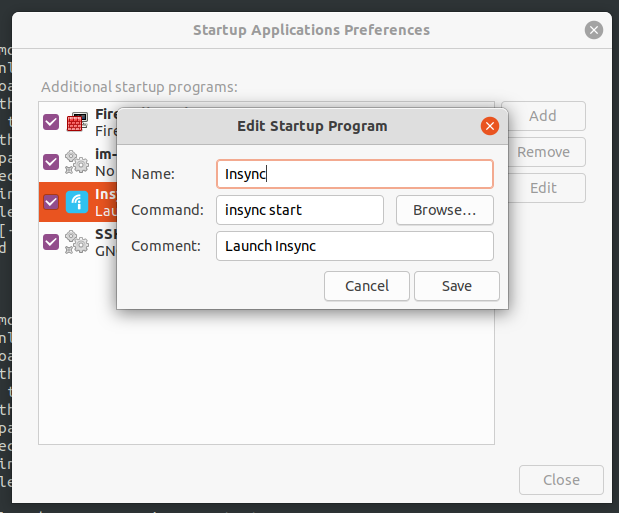 Startup Applications Preferences
Additional startup programs:
Fire
Fire
im-
No
Ins
Lau
SSH
GN
Add
Remove
Edit
Edit Startup Program
Name:
Insync
Command:
insync start
Browse...
Comment:
Launch Insync
Cancel
Save
Close